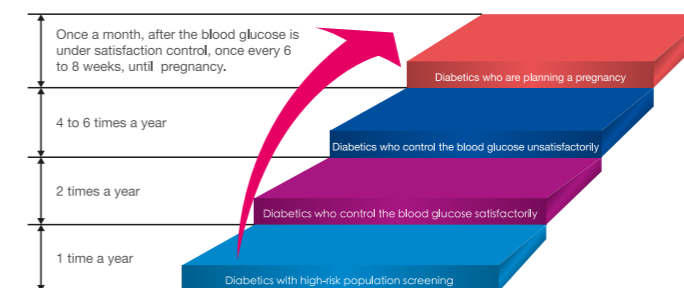 Once a month, after the blood glucose is
under satisfaction control, once every 6
to 8 weeks, until pregnancy.
Diabetics who are planning a pregnancy
4 to 6 times a year
Diabetics who control the blood glucose unsatisfactorily
2 times a year
Diabetics who control the blood glucose satisfactorily
1 time a year
Diabetics with high-risk population screening